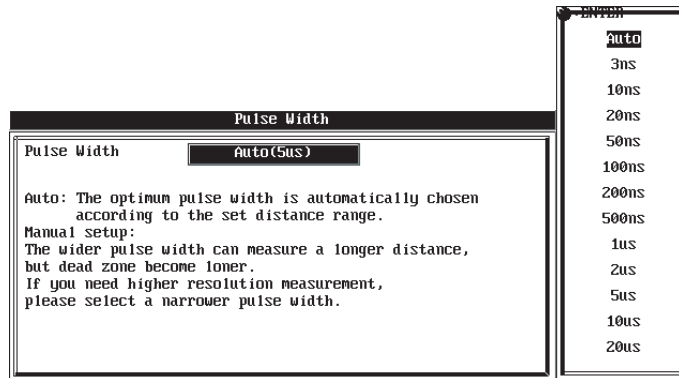 Pulse Width
Pulse Width Auto(5us)
Auto: The optimum pulse width is automatically chosen
according to the set distance range.
Manual setup:
The wider pulse width can measure a longer distance,
but dead zone become loner.
If you need higher resolution measurement,
please select a narrower pulse width.
ENTER
Auto
3ns
10ns
20ns
50ns
100ns
200ns
500ns
1us
2us
5us
10us
20us